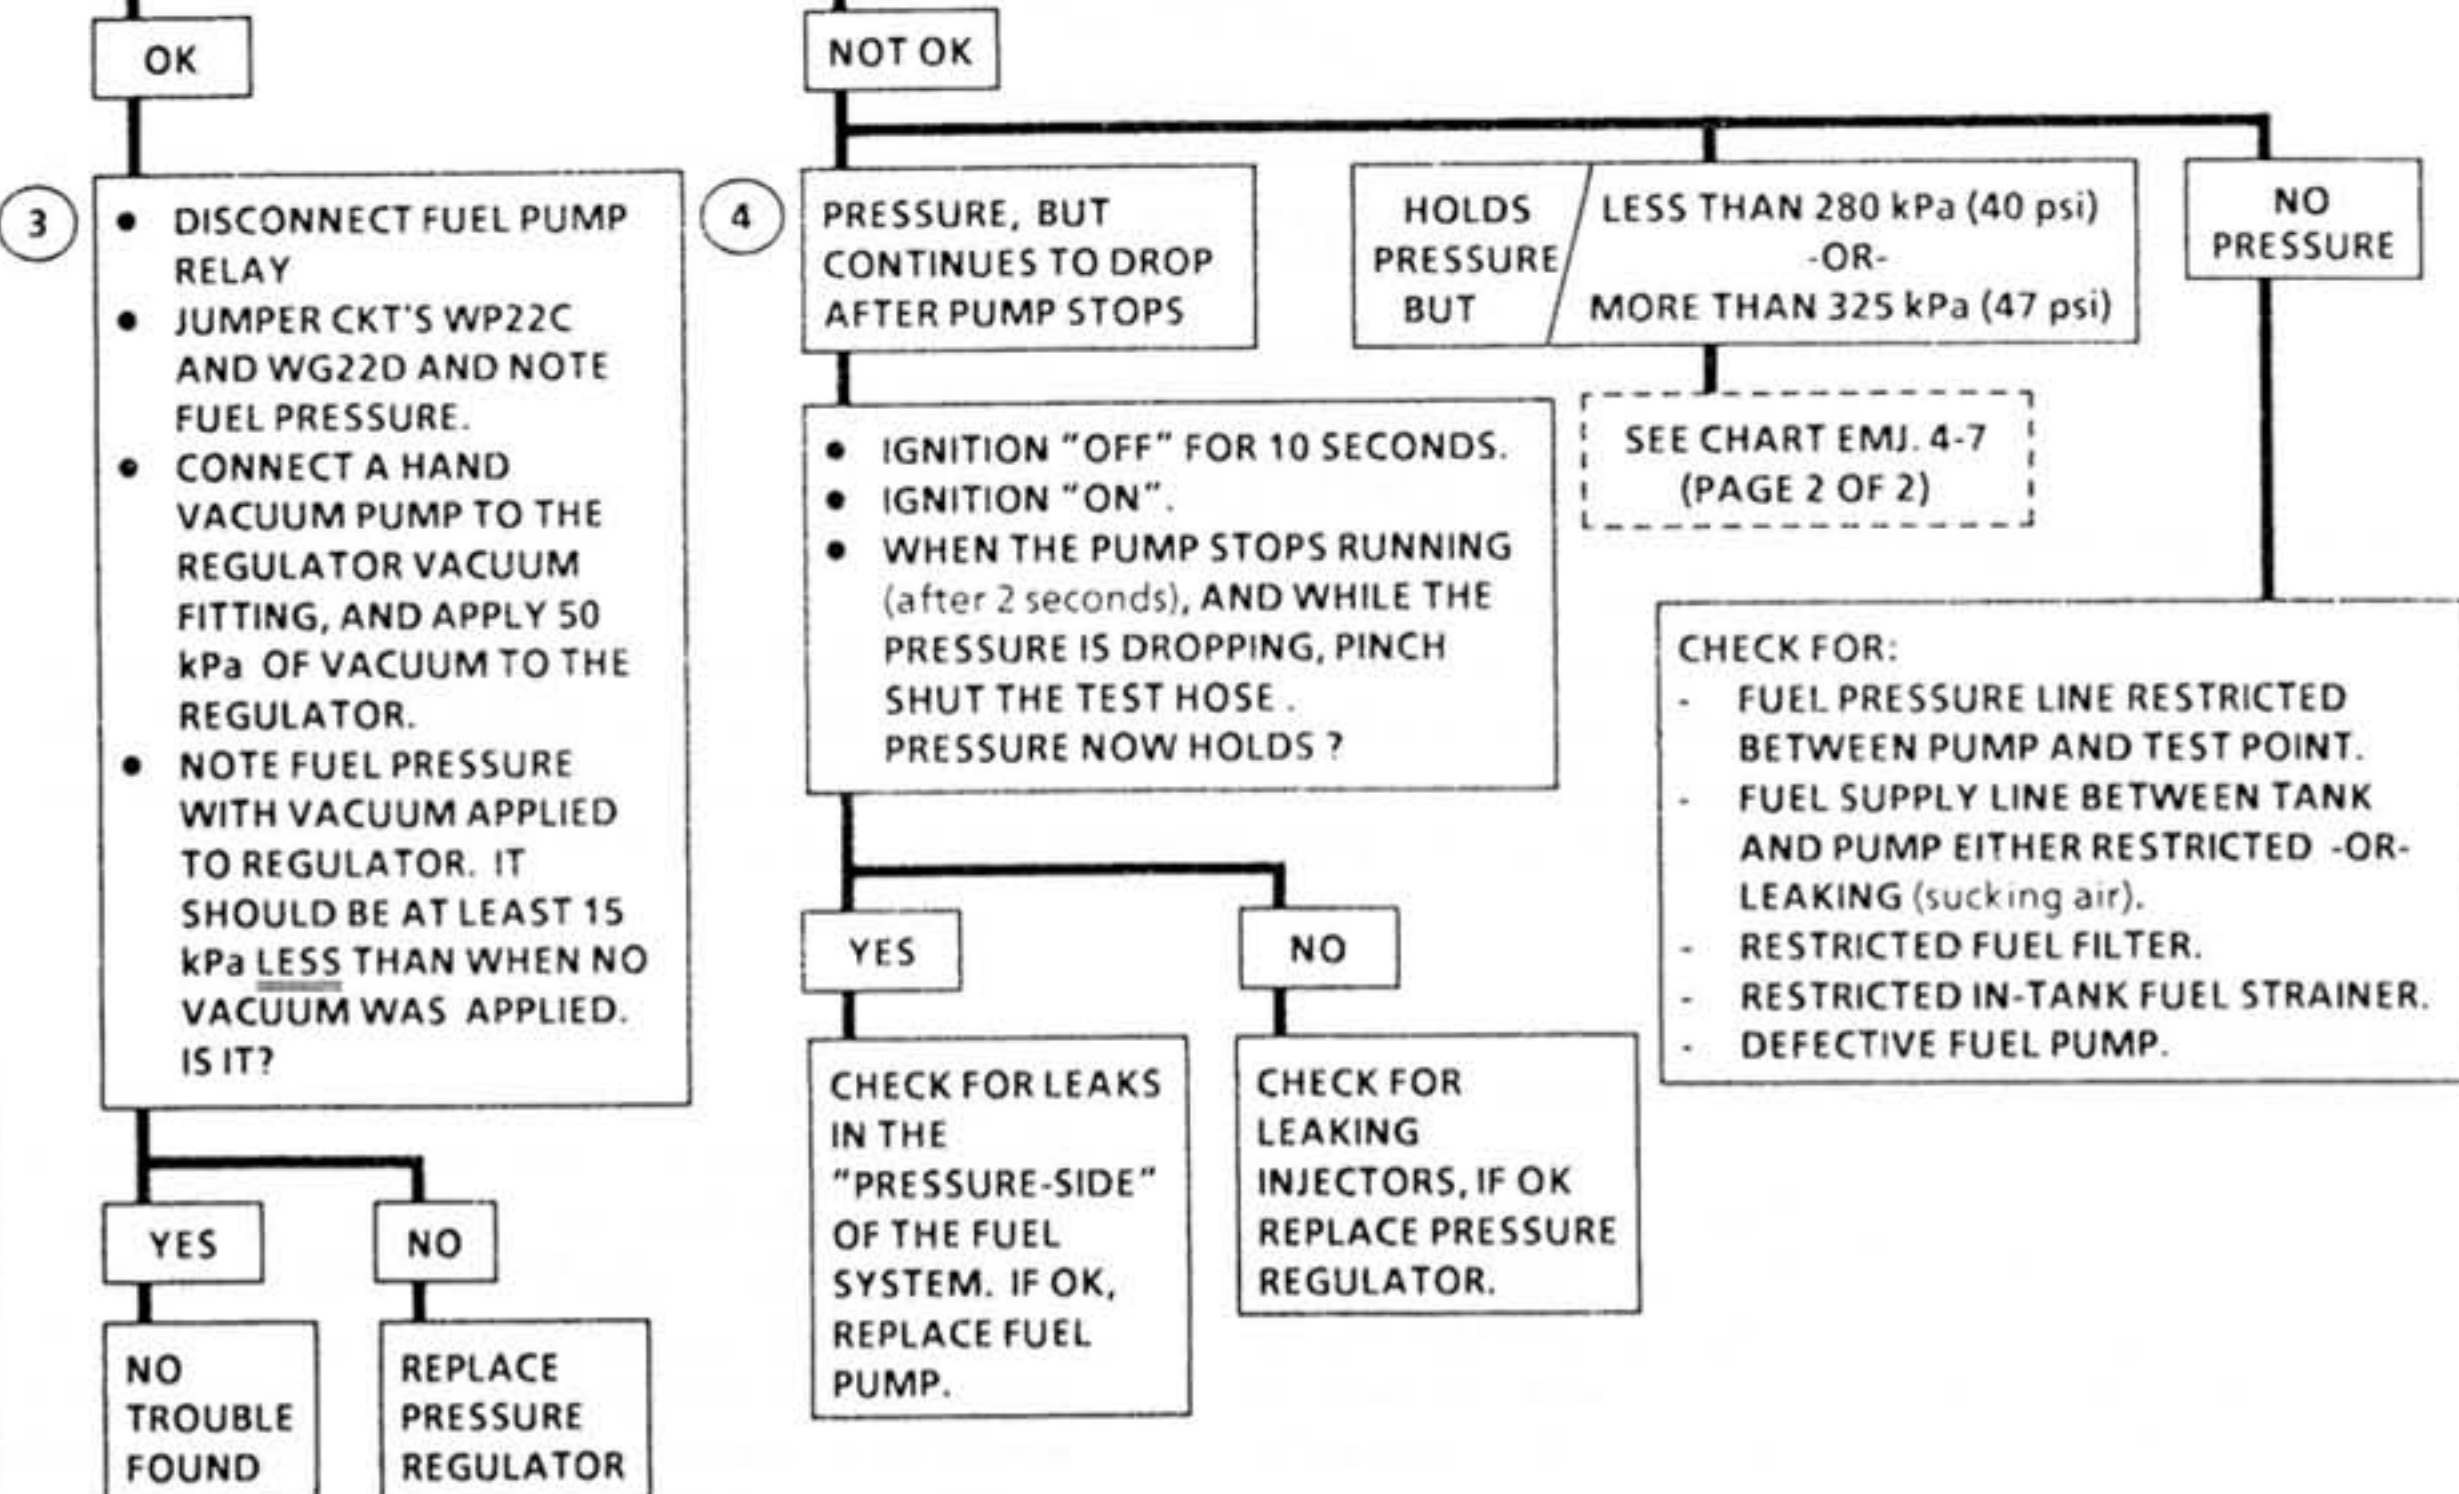 OK
NOT OK
3
● DISCONNECT FUEL PUMP
RELAY
● JUMPER CKT'S WP22C
AND WG22D AND NOTE
FUEL PRESSURE.
● CONNECT A HAND
VACUUM PUMP TO THE
REGULATOR VACUUM
FITTING, AND APPLY 50
kPa OF VACUUM TO THE
REGULATOR.
● NOTE FUEL PRESSURE
WITH VACUUM APPLIED
TO REGULATOR. IT
SHOULD BE AT LEAST 15
kPa LESS THAN WHEN NO
VACUUM WAS APPLIED.
IS IT?
YES
NO
NO
TROUBLE
FOUND
REPLACE
PRESSURE
REGULATOR
4
PRESSURE, BUT
CONTINUES TO DROP
AFTER PUMP STOPS
● IGNITION "OFF" FOR 10 SECONDS.
● IGNITION "ON".
● WHEN THE PUMP STOPS RUNNING
(after 2 seconds), AND WHILE THE
PRESSURE IS DROPPING, PINCH
SHUT THE TEST HOSE .
PRESSURE NOW HOLDS ?
YES
NO
CHECK FOR LEAKS
IN THE
"PRESSURE-SIDE"
OF THE FUEL
SYSTEM. IF OK,
REPLACE FUEL
PUMP.
CHECK FOR
LEAKING
INJECTORS, IF OK
REPLACE PRESSURE
REGULATOR.
HOLDS
PRESSURE
BUT
LESS THAN 280 kPa (40 psi)
-OR-
MORE THAN 325 kPa (47 psi)
SEE CHART EMJ. 4-7
(PAGE 2 OF 2)
NO
PRESSURE
CHECK FOR:
- FUEL PRESSURE LINE RESTRICTED
BETWEEN PUMP AND TEST POINT.
- FUEL SUPPLY LINE BETWEEN TANK
AND PUMP EITHER RESTRICTED -OR-
LEAKING (sucking air).
- RESTRICTED FUEL FILTER.
- RESTRICTED IN-TANK FUEL STRAINER.
- DEFECTIVE FUEL PUMP.